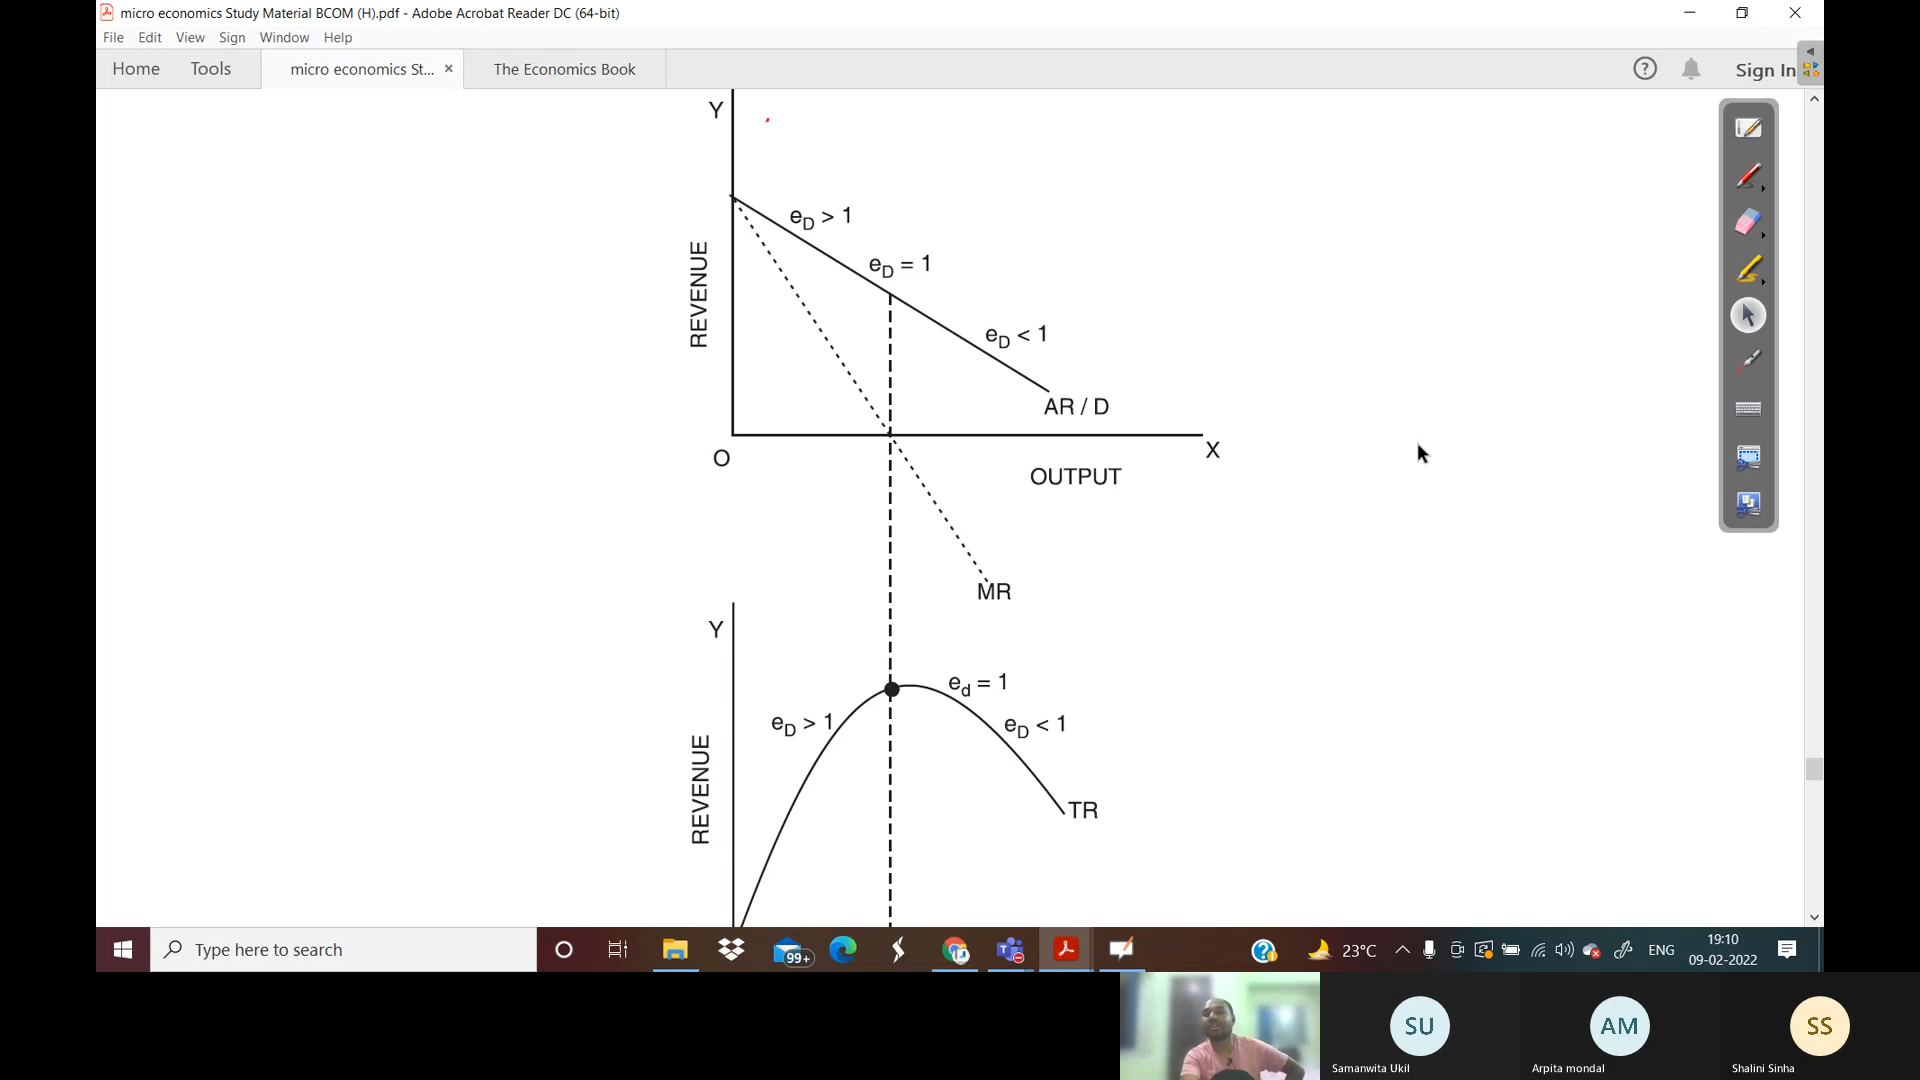 micro economics Study Material BCOM (H).pdf - Adobe Acrobat Reader DC (64-bit)
File Edit View Sign Window Help
Home Tools micro economics St... × The Economics Book Sign In
Y
eD > 1
eD = 1
REVENUE
eD < 1
AR / D
O
X
OUTPUT
MR
Y
ed = 1
eD > 1
eD < 1
REVENUE
TR
Type here to search
99+
23°C
ENG
19:10
09-02-2022
SU AM SS
Samanwita Ukil Arpita mondal Shalini Sinha